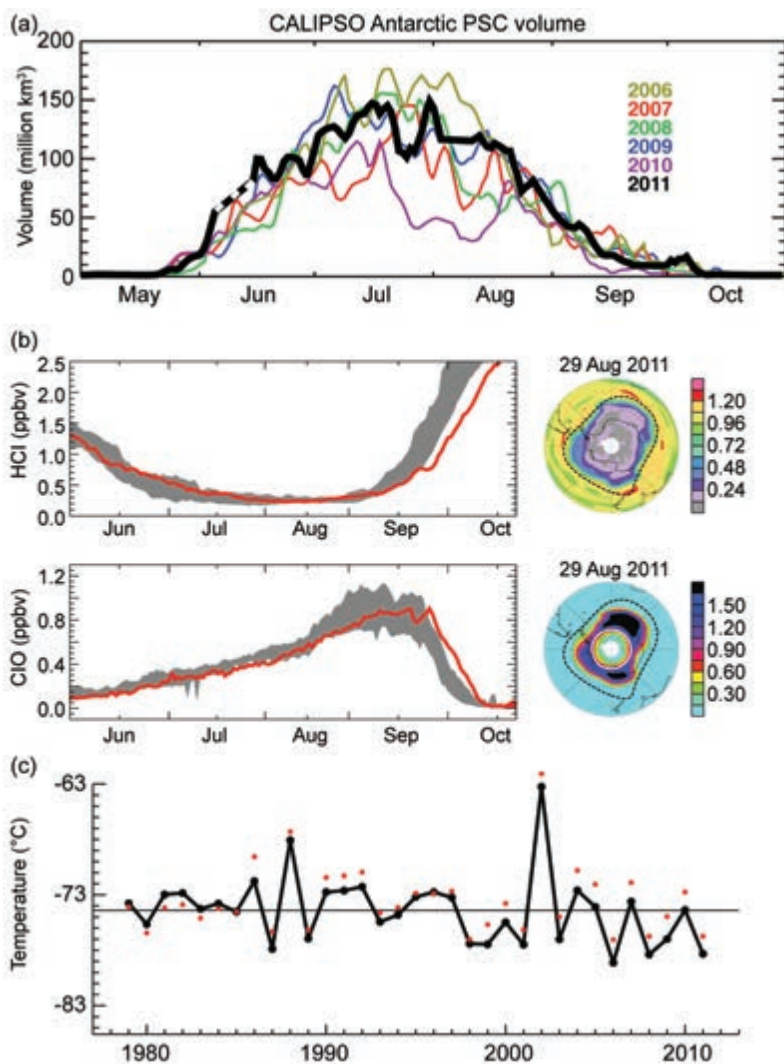 (a)
CALIPSO Antarctic PSC volume
Volume (million km³)
200
150
100
50
0
2006
2007
2008
2009
2010
2011
May Jun Jul Aug Sep Oct
(b)
HCl (ppbv)
2.5
2.0
1.5
1.0
0.5
0.0
Jun Jul Aug Sep Oct
29 Aug 2011
1.20
0.96
0.72
0.48
0.24
ClO (ppbv)
1.2
0.8
0.4
0.0
Jun Jul Aug Sep Oct
29 Aug 2011
1.50
1.20
0.90
0.60
0.30
(c)
Temperature (°C)
-63
-73
-83
1980 1990 2000 2010